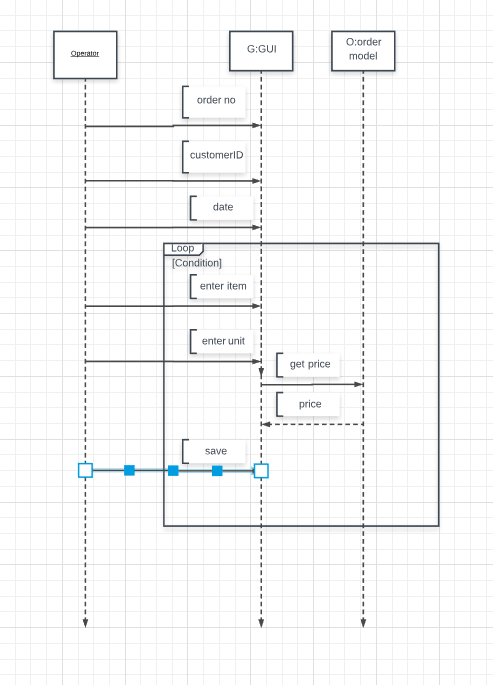 Operator
G:GUI
O:order
model
order no
customerID
date
Loop
[Condition]
enter item
enter unit
get price
price
save